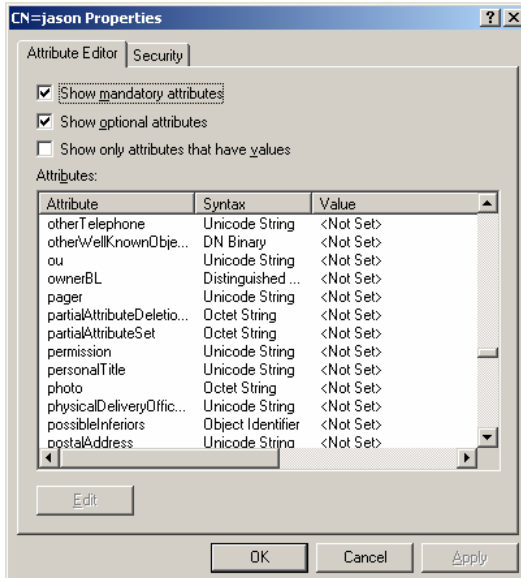 CN=jason Properties
Attribute Editor Security
Show mandatory attributes
Show optional attributes
Show only attributes that have values
Attributes:
Attribute Syntax Value
otherTelephone Unicode String <Not Set>
otherWellKnownObje... DN Binary <Not Set>
ou Unicode String <Not Set>
ownerBL Distinguished ... <Not Set>
pager Unicode String <Not Set>
partialAttributeDeletio... Octet String <Not Set>
partialAttributeSet Octet String <Not Set>
permission Unicode String <Not Set>
personalTitle Unicode String <Not Set>
photo Octet String <Not Set>
physicalDeliveryOffic... Unicode String <Not Set>
possibleInferiors Object Identifier <Not Set>
postalAddress Unicode String <Not Set>
Edit
OK Cancel Apply